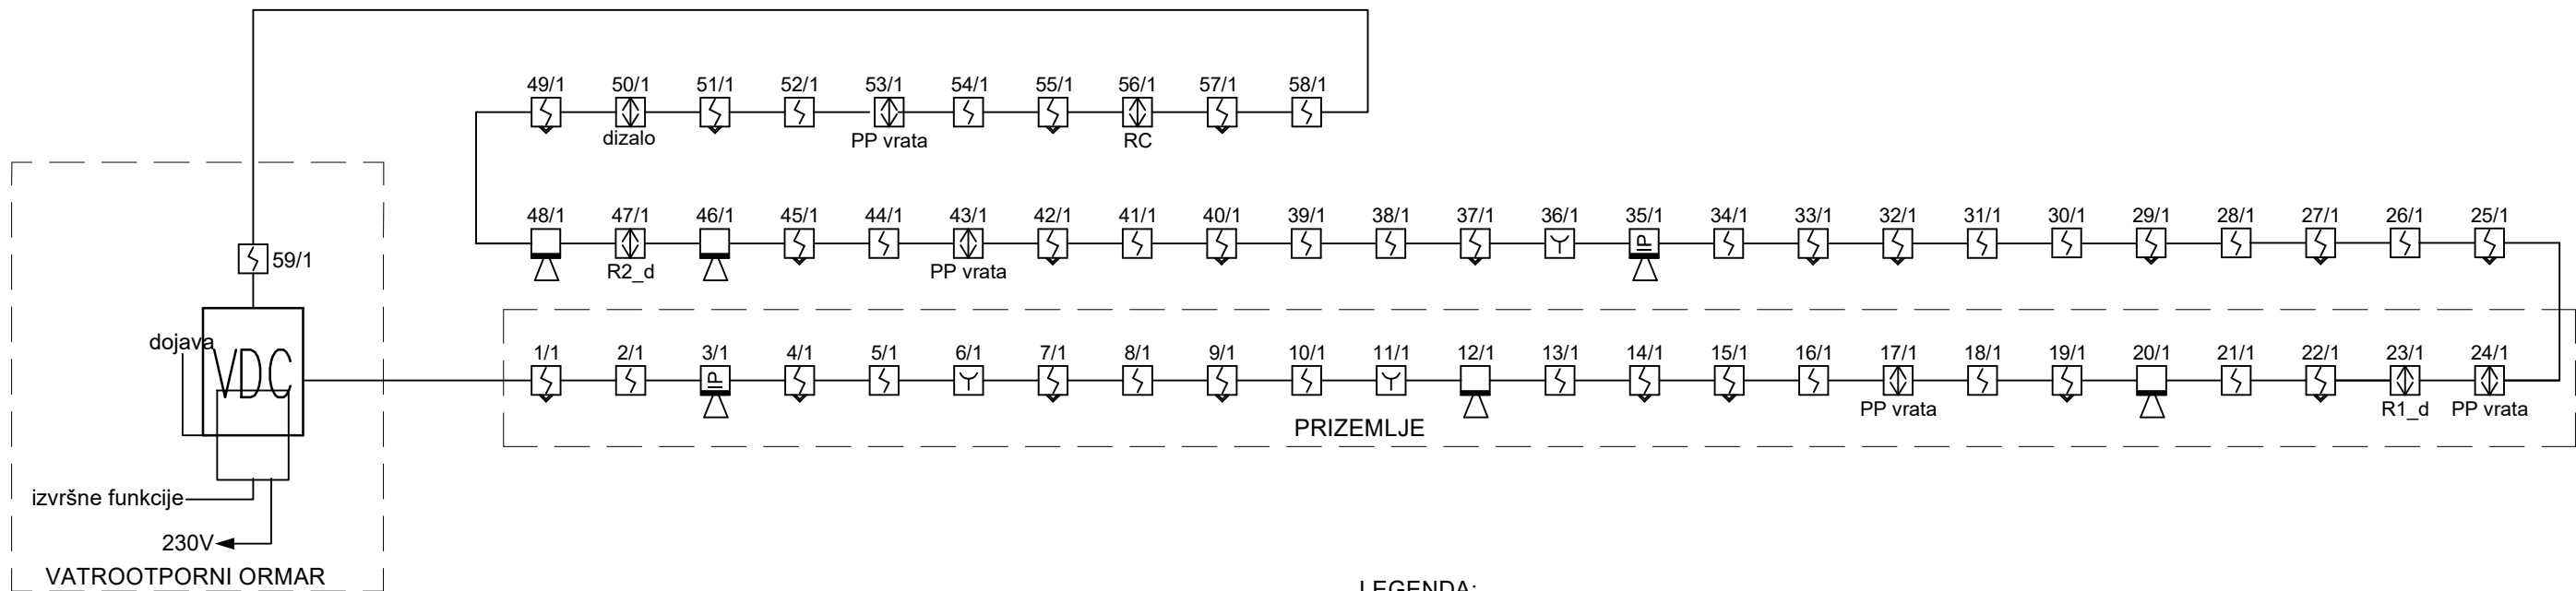 49/1 50/1 51/1 52/1 53/1 54/1 55/1 56/1 57/1 58/1
dizalo PP vrata RC
48/1 47/1 46/1 45/1 44/1 43/1 42/1 41/1 40/1 39/1 38/1 37/1 36/1 35/1 34/1 33/1 32/1 31/1 30/1 29/1 28/1 27/1 26/1 25/1
IP
59/1
R2_d PP vrata
dojava
VDC
1/1 2/1 3/1 4/1 5/1 6/1 7/1 8/1 9/1 10/1 11/1 12/1 13/1 14/1 15/1 16/1 17/1 18/1 19/1 20/1 21/1 22/1 23/1 24/1
IP
PP vrata R1_d PP vrata
PRIZEMLJE
izvršne funkcije
230V
VATROOTPORNI ORMAR
LEGENDA: